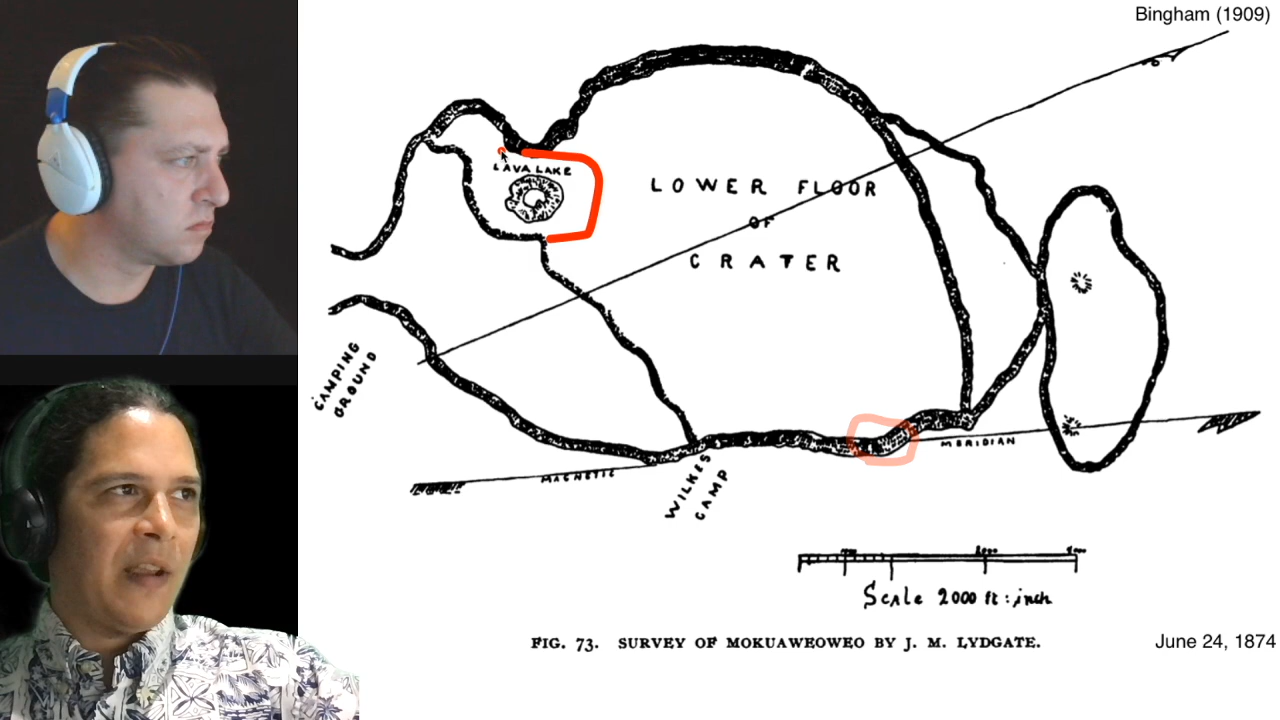 Bingham (1909)
LAVA LAKE
LOWER FLOOR
OF
CRATER
CAMPING
GROUND
MAGNETIC
MERIDIAN
WILKES
CAMP
2000
Scale 2000 ft : inch
FIG. 73. SURVEY OF MOKUAWEOWEO BY J. M. LYDGATE.
June 24, 1874